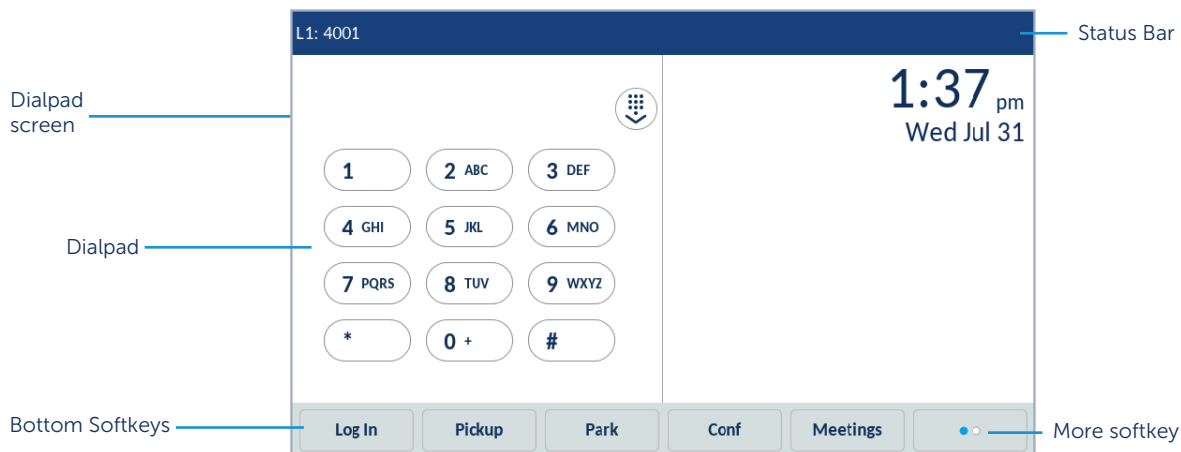 L1: 4001
Status Bar
1:37 pm
Wed Jul 31
Dialpad
screen
1
2 ABC
3 DEF
4 GHI
5 JKL
6 MNO
Dialpad
7 PQRS
8 TUV
9 WXYZ
*
0 +
#
Bottom Softkeys
Log In
Pickup
Park
Conf
Meetings
More softkey